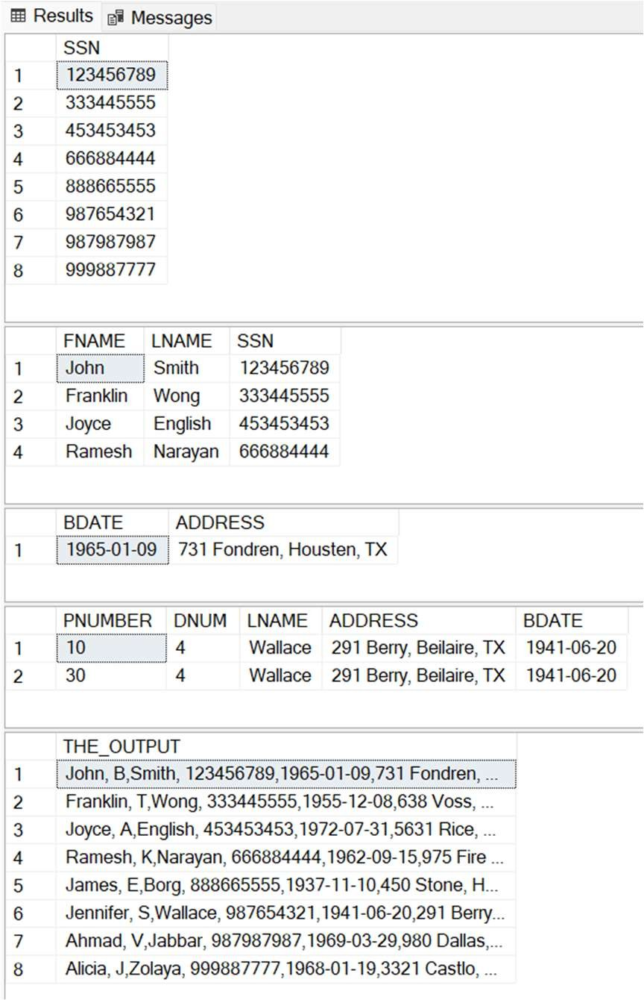 Results Messages
SSN
1 123456789
2 333445555
3 453453453
4 666884444
5 888665555
6 987654321
7 987987987
8 999887777
FNAME LNAME SSN
1 John Smith 123456789
2 Franklin Wong 333445555
3 Joyce English 453453453
4 Ramesh Narayan 666884444
BDATE ADDRESS
1 1965-01-09 731 Fondren, Housten, TX
PNUMBER DNUM LNAME ADDRESS BDATE
1 10 4 Wallace 291 Berry, Beilaire, TX 1941-06-20
2 30 4 Wallace 291 Berry, Beilaire, TX 1941-06-20
THE_OUTPUT
1 John, B,Smith, 123456789,1965-01-09,731 Fondren, ...
2 Franklin, T,Wong, 333445555,1955-12-08,638 Voss, ...
3 Joyce, A,English, 453453453,1972-07-31,5631 Rice, ...
4 Ramesh, K,Narayan, 666884444,1962-09-15,975 Fire ...
5 James, E,Borg, 888665555,1937-11-10,450 Stone, H...
6 Jennifer, S,Wallace, 987654321,1941-06-20,291 Berry...
7 Ahmad, V,Jabbar, 987987987,1969-03-29,980 Dallas,...
8 Alicia, J,Zolaya, 999887777,1968-01-19,3321 Castlo, ...